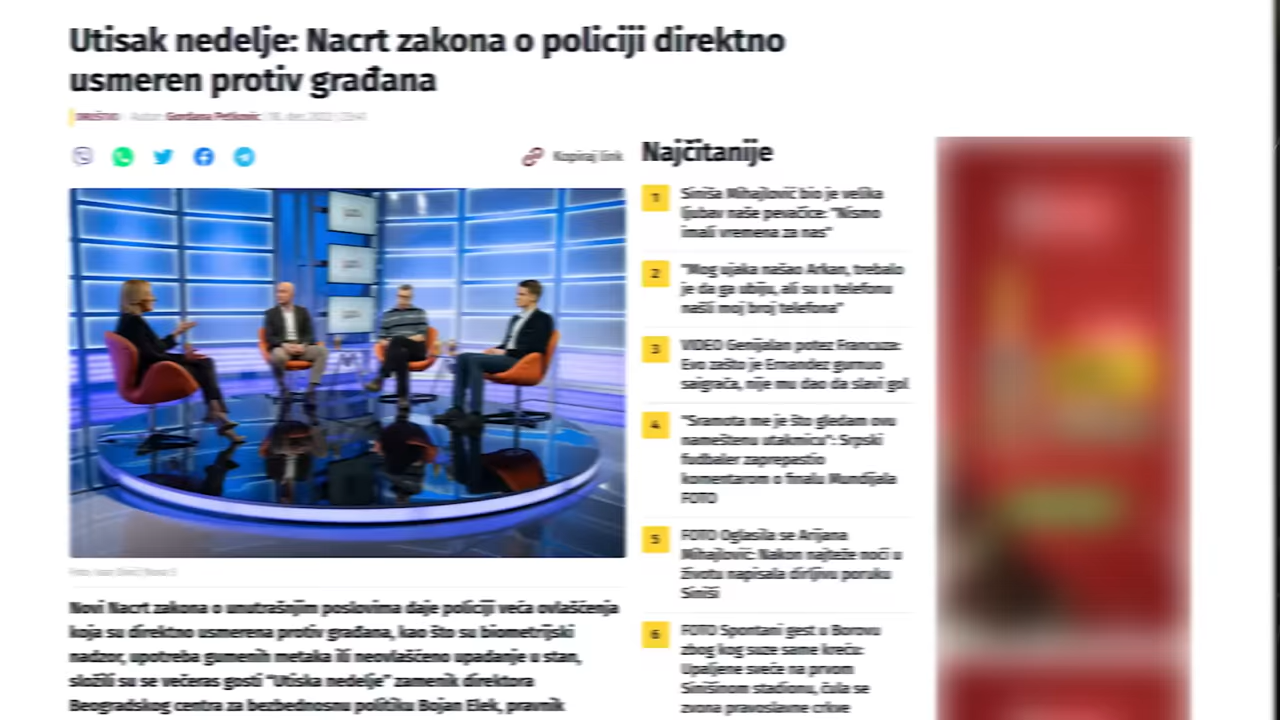 Utisak nedelje: Nacrt zakona o policiji direktno
usmeren protiv građana
Autor: Gordana
Kopiraj link
Novi Nacrt zakona o unutrašnjim poslovima daje policiji veća ovlašćenja
koja su direktno usmerena protiv građana, kao što su biometrijski
nadzor, upotreba gumenih metaka ili neovlašćeno upadanje u stan,
složili su se večeras gosti "Utiska nedelje" zamenik direktora
Beogradskog centra za bezbednosnu politiku Bojan Elek, pravnik
Najčitanije
1
Siniša Mihajlović bio je velika
ljubav naše pevačice: "Nismo
imali vremena za nas"
2
"Mog ujaka našao Arkan, trebalo
je da ga ubiju, ali su u telefonu
našli moj broj telefona"
3
VIDEO Genijalan potez Francuza:
Evo zašto je Ernandez gurnuo
saigrača, nije mu dao da slavi gol
4
"Sramota me je što gledam ovu
nameštenu utakmicu": Srpski
fudbaler zaprepastio
komentarom o finalu Mundijala
FOTO
5
FOTO Oglasila se Arijana
Mihajlović: Nakon najteže noći u
životu napisala dirljivu poruku
Siniši
6
FOTO Spontani gest u Borovu
zbog kog suze same kreću:
Upaljene sveće na prvom
Sinišinom stadionu, čula se
zvona pravoslavne crkve